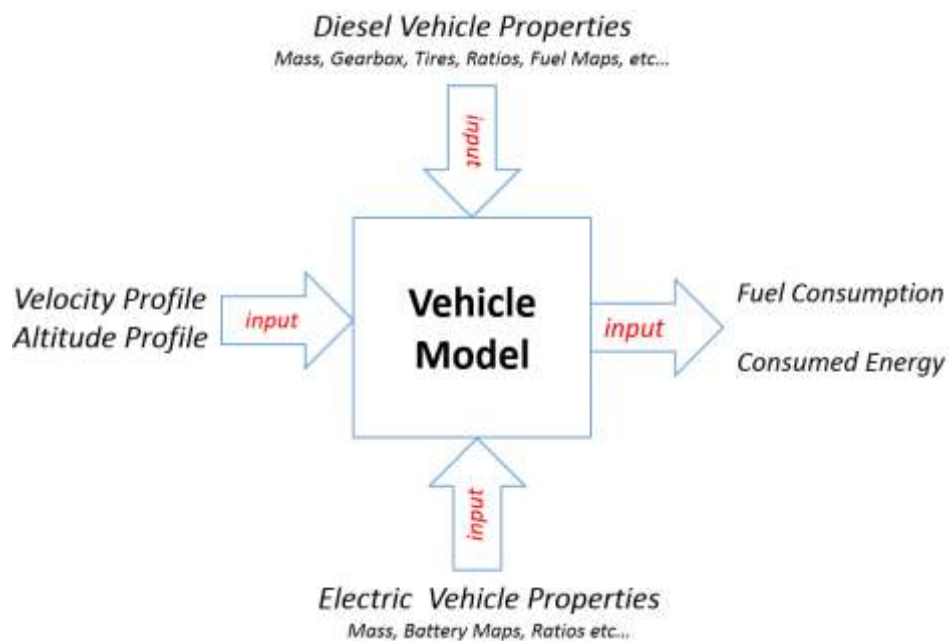 Diesel Vehicle Properties
Mass, Gearbox, Tires, Ratios, Fuel Maps, etc...
input
Velocity Profile
Altitude Profile
input
Vehicle
Model
input
Fuel Consumption
Consumed Energy
input
Electric Vehicle Properties
Mass, Battery Maps, Ratios etc...